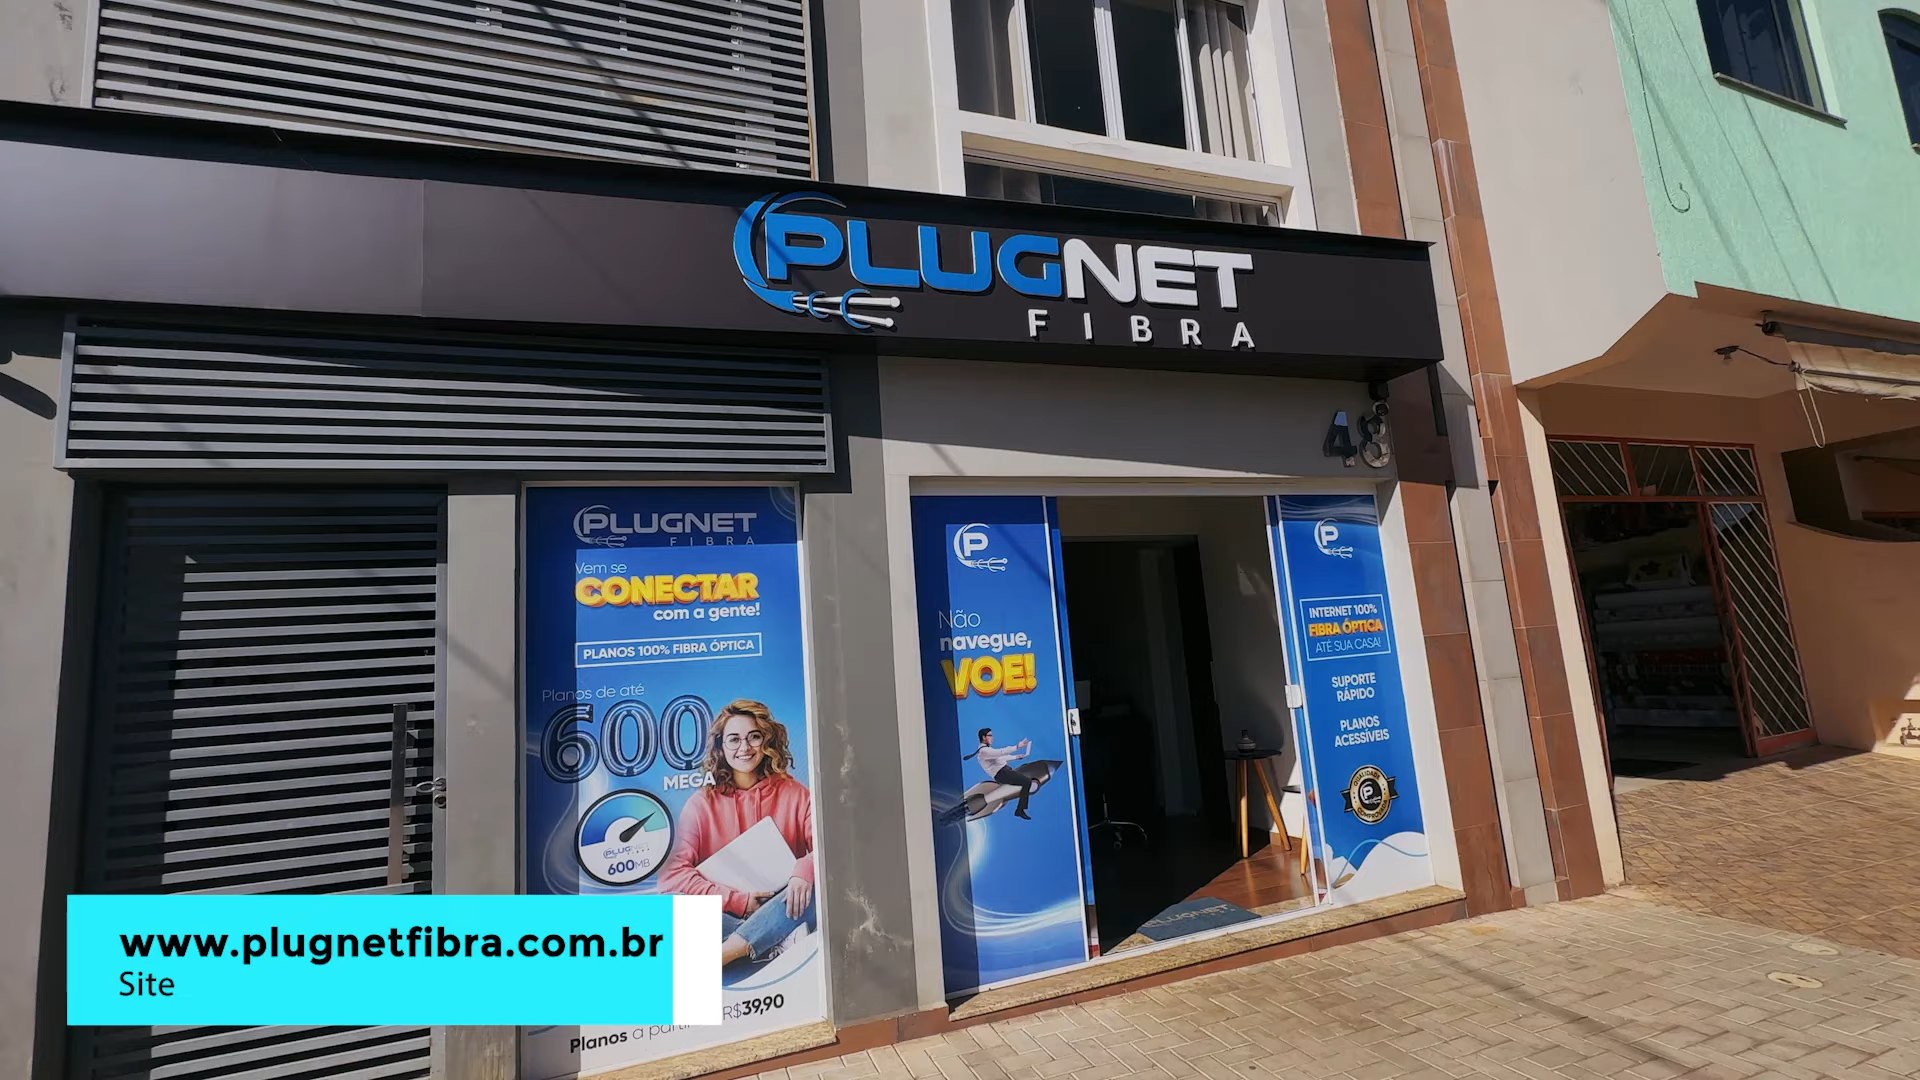 PLUGNET
FIBRA
48
PLUGNET
FIBRA
Vem se
CONECTAR
com a gente!
PLANOS 100% FIBRA ÓPTICA
Planos de até
600
MEGA
600MB
Planos a R$39,90
P
Não
navegue,
VOE!
P
INTERNET 100%
FIBRA ÓPTICA
ATÉ SUA CASA!
SUPORTE
RÁPIDO
PLANOS
ACESSÍVEIS
QUALIDADE
P
PLUGNET
www.plugnetfibra.com.br
Site